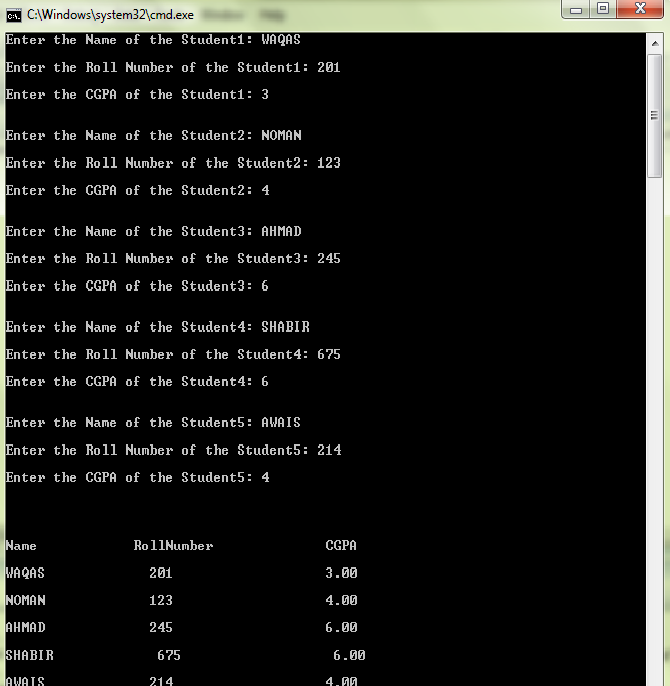 C:\Windows\system32\cmd.exe
Enter the Name of the Student1: WAQAS
Enter the Roll Number of the Student1: 201
Enter the CGPA of the Student1: 3
Enter the Name of the Student2: NOMAN
Enter the Roll Number of the Student2: 123
Enter the CGPA of the Student2: 4
Enter the Name of the Student3: AHMAD
Enter the Roll Number of the Student3: 245
Enter the CGPA of the Student3: 6
Enter the Name of the Student4: SHABIR
Enter the Roll Number of the Student4: 675
Enter the CGPA of the Student4: 6
Enter the Name of the Student5: AWAIS
Enter the Roll Number of the Student5: 214
Enter the CGPA of the Student5: 4
Name RollNumber CGPA
WAQAS 201 3.00
NOMAN 123 4.00
AHMAD 245 6.00
SHABIR 675 6.00
AWAIS 214 4.00